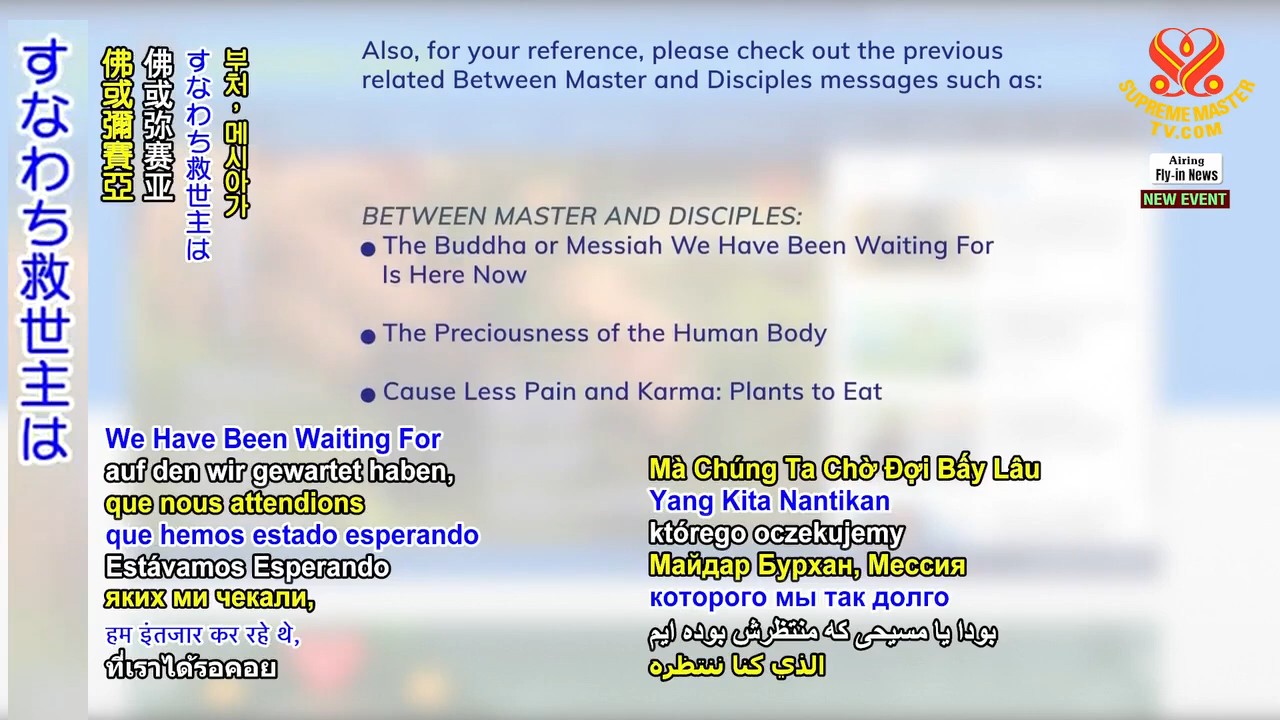 すなわち救世主は
佛或彌賽亞
佛或弥赛亚
すなわち救世主は
부처, 메시아가
Also, for your reference, please check out the previous
related Between Master and Disciples messages such as:
BETWEEN MASTER AND DISCIPLES:
● The Buddha or Messiah We Have Been Waiting For
Is Here Now
● The Preciousness of the Human Body
● Cause Less Pain and Karma: Plants to Eat
SUPREME MASTER
TV.COM
Airing
Fly-in News
NEW EVENT
We Have Been Waiting For
auf den wir gewartet haben,
que nous attendions
que hemos estado esperando
Estávamos Esperando
яких ми чекали,
हम इंतजार कर रहे थे,
ที่เราได้รอคอย
Mà Chúng Ta Chờ Đợi Bấy Lâu
Yang Kita Nantikan
którego oczekujemy
Майдар Бурхан, Мессия
которого мы так долго
بودا یا مسیحی که منتظرش بوده ایم
الذي كنا ننتظره